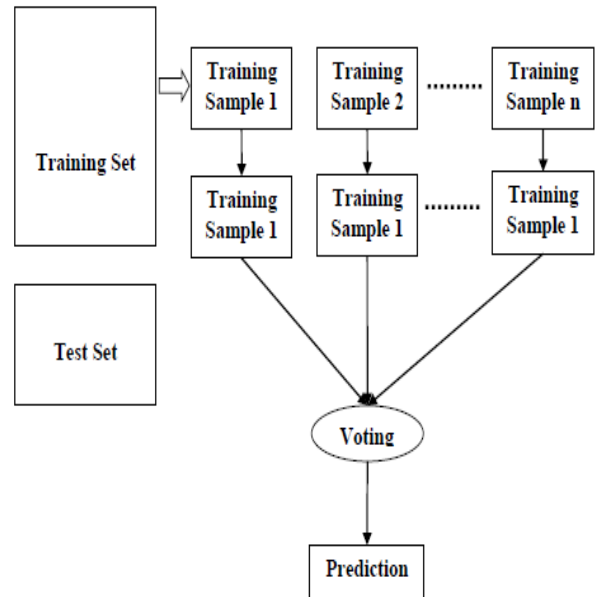 Training Set
Training
Sample 1
Training
Sample 2
.........
Training
Sample n
Training
Sample 1
Training
Sample 1
.........
Training
Sample 1
Test Set
Voting
Prediction